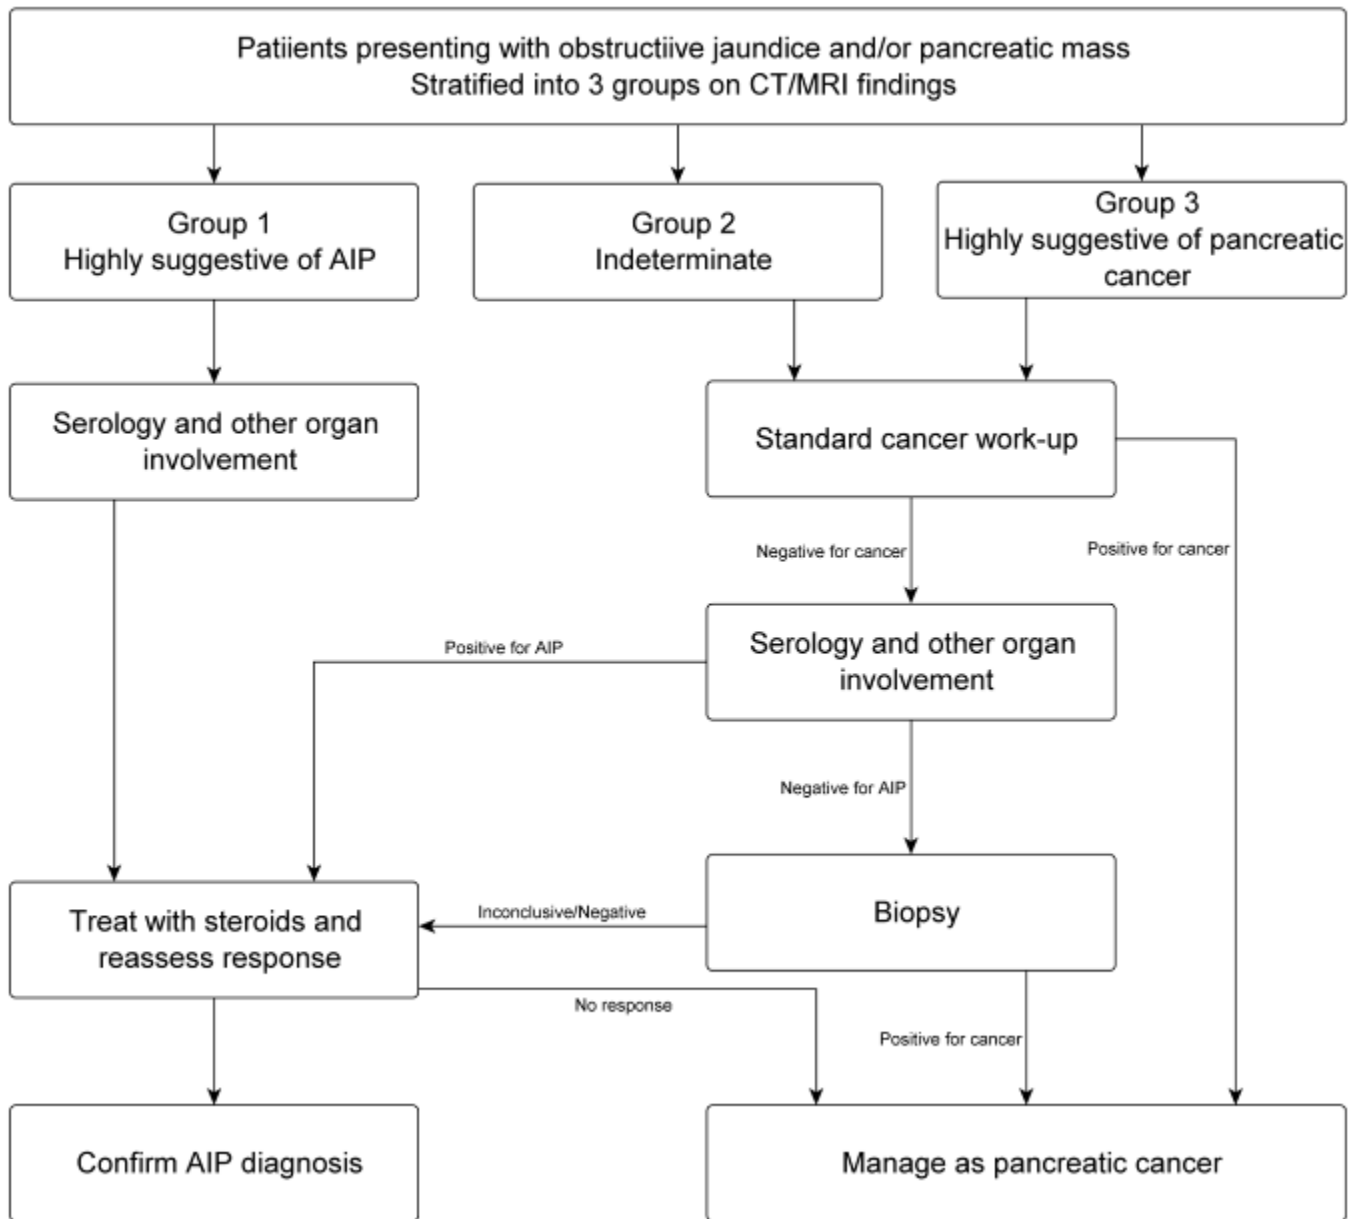 Patiients presenting with obstructiive jaundice and/or pancreatic mass
Stratified into 3 groups on CT/MRI findings
Group 1
Highly suggestive of AIP
Group 2
Indeterminate
Group 3
Highly suggestive of pancreatic
cancer
Serology and other organ
involvement
Standard cancer work-up
Negative for cancer
Positive for cancer
Serology and other organ
involvement
Positive for AIP
Negative for AIP
Biopsy
Inconclusive/Negative
Treat with steroids and
reassess response
No response
Positive for cancer
Confirm AIP diagnosis
Manage as pancreatic cancer